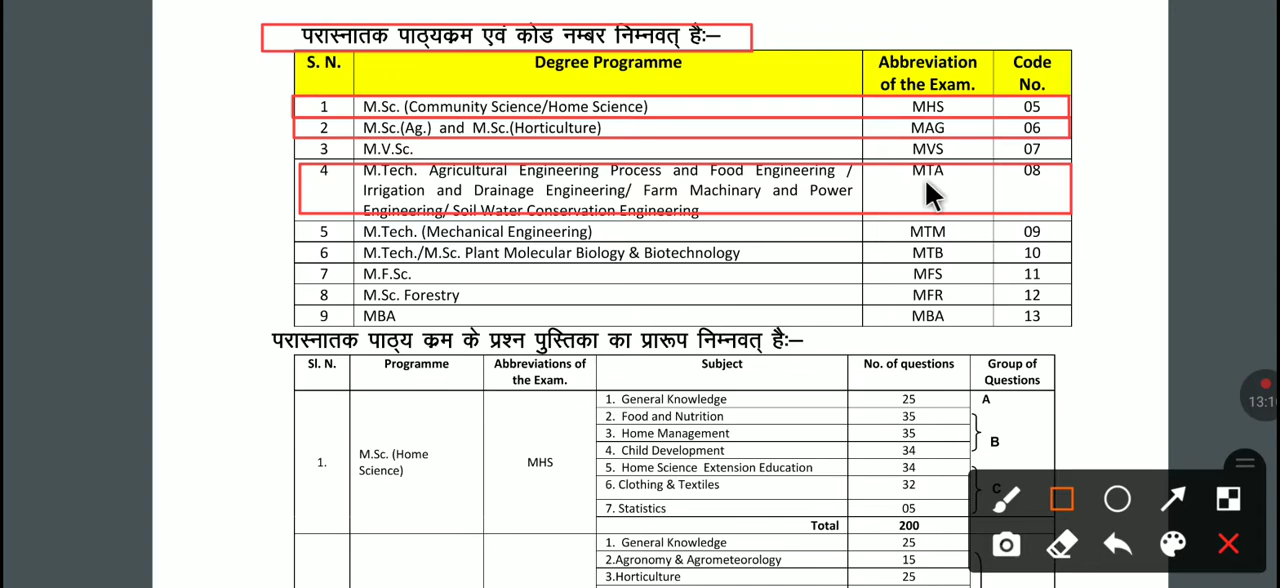 परास्नातक पाठ्यक्रम एवं कोड नम्बर निम्नवत् हैः–
S. N. Degree Programme Abbreviation of the Exam. Code No.
1 M.Sc. (Community Science/Home Science) MHS 05
2 M.Sc.(Ag.) and M.Sc.(Horticulture) MAG 06
3 M.V.Sc. MVS 07
4 M.Tech. Agricultural Engineering Process and Food Engineering / MTA 08
Irrigation and Drainage Engineering/ Farm Machinary and Power
Engineering/ Soil Water Conservation Engineering
5 M.Tech. (Mechanical Engineering) MTM 09
6 M.Tech./M.Sc. Plant Molecular Biology & Biotechnology MTB 10
7 M.F.Sc. MFS 11
8 M.Sc. Forestry MFR 12
9 MBA MBA 13
परास्नातक पाठ्य क्रम के प्रश्न पुस्तिका का प्रारूप निम्नवत् हैः–
Sl. N. Programme Abbreviations of the Exam. Subject No. of questions Group of Questions
1. General Knowledge 25 A
2. Food and Nutrition 35
3. Home Management 35
B
4. Child Development 34
1. M.Sc. (Home Science) MHS
5. Home Science Extension Education 34
6. Clothing & Textiles 32 C
7. Statistics 05
Total 200
1. General Knowledge 25
2.Agronomy & Agrometeorology 15
3.Horticulture 25